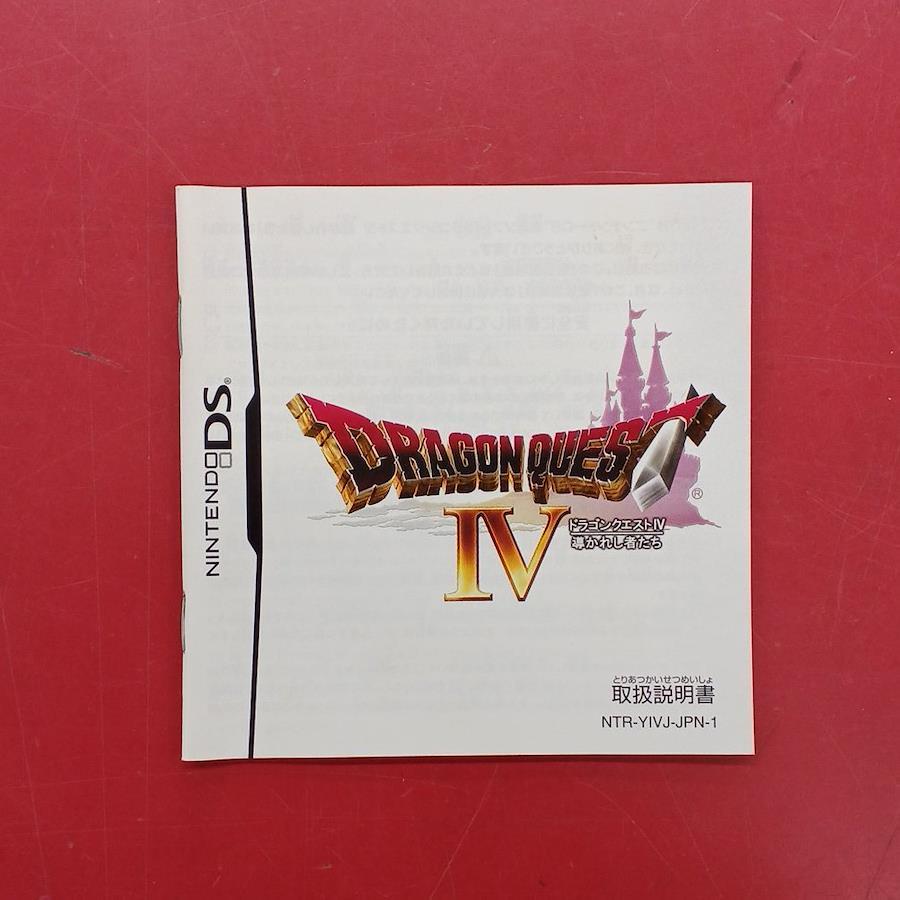 NINTENDO DS®
DRAGON QUEST®
IV
ドラゴンクエストIV
導かれし者たち
とりあつかいせつめいしょ
取扱説明書
NTR-YIVJ-JPN-1